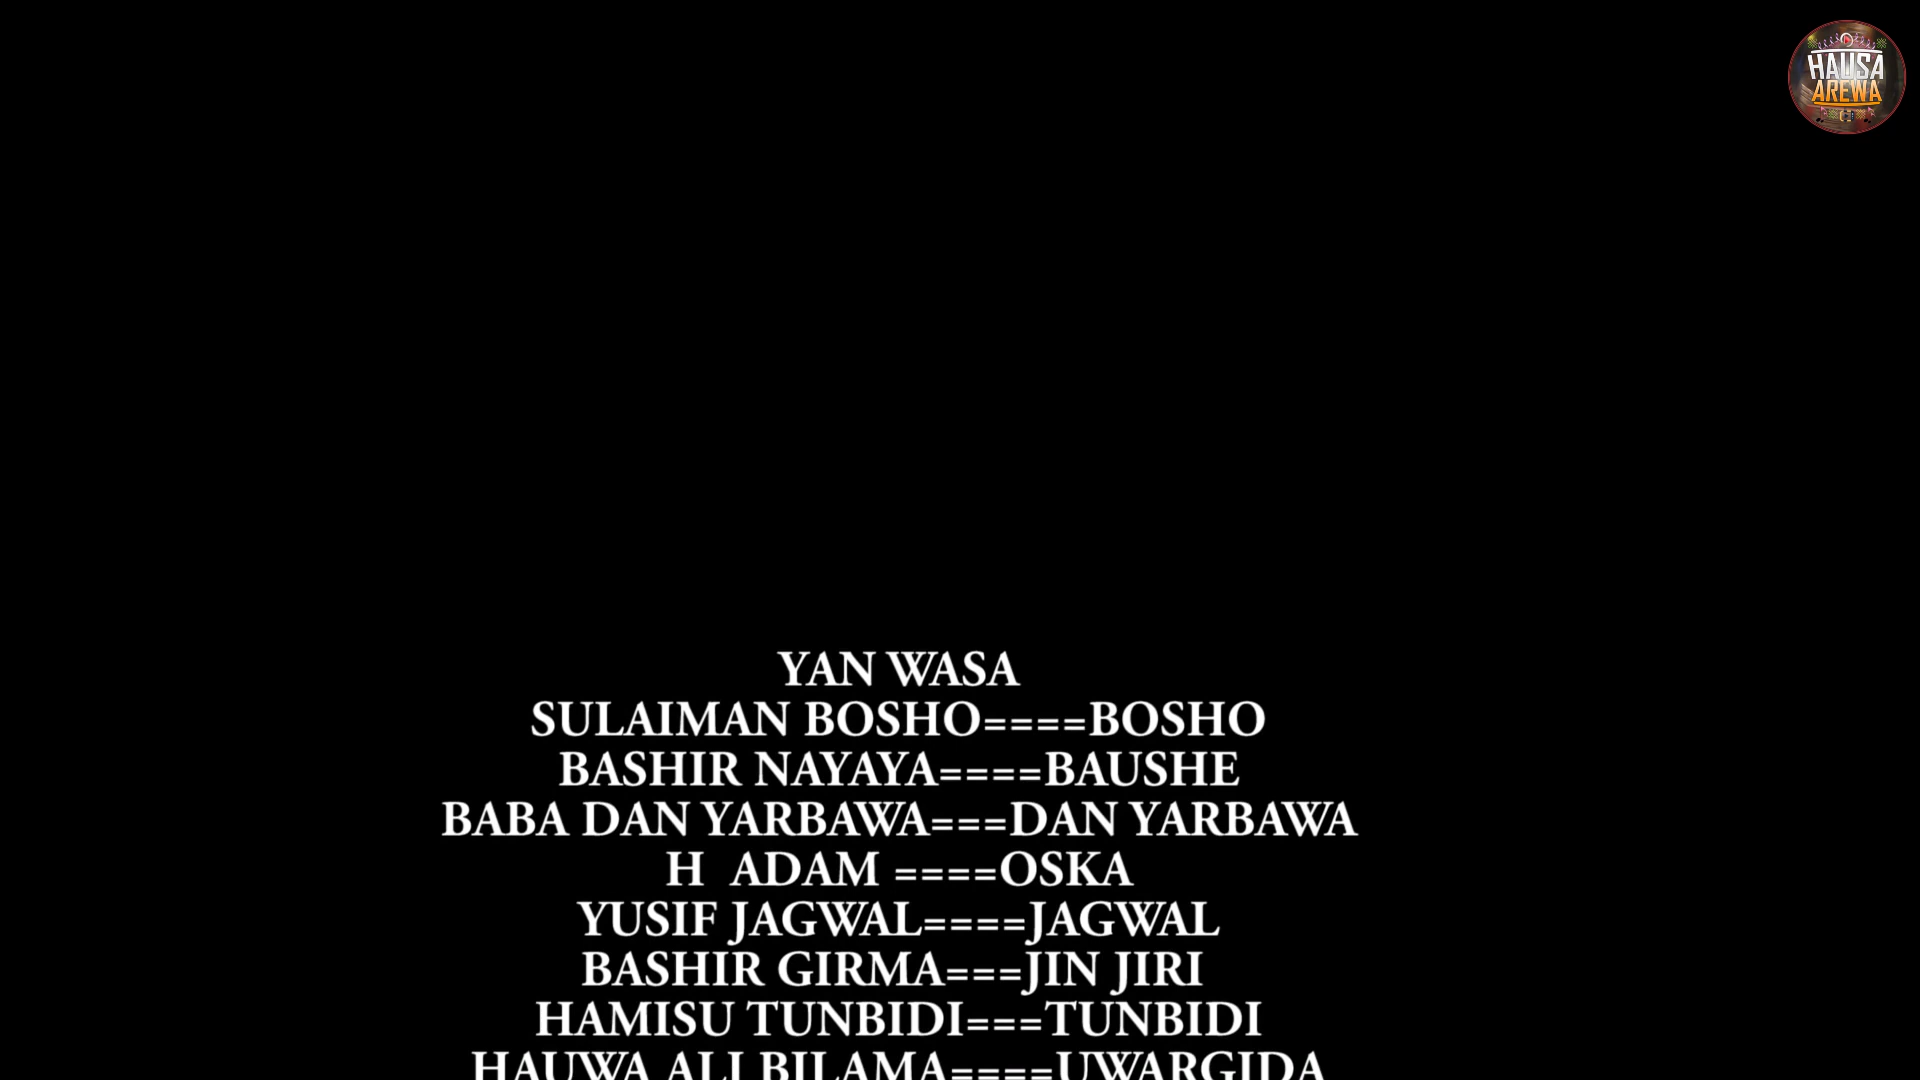 HAUSA
AREWA
YAN WASA
SULAIMAN BOSHO====BOSHO
BASHIR NAYAYA====BAUSHE
BABA DAN YARBAWA===DAN YARBAWA
H ADAM ====OSKA
YUSIF JAGWAL====JAGWAL
BASHIR GIRMA===JIN JIRI
HAMISU TUNBIDI===TUNBIDI
HAUWA ALI BILAMA====UWARGIDA